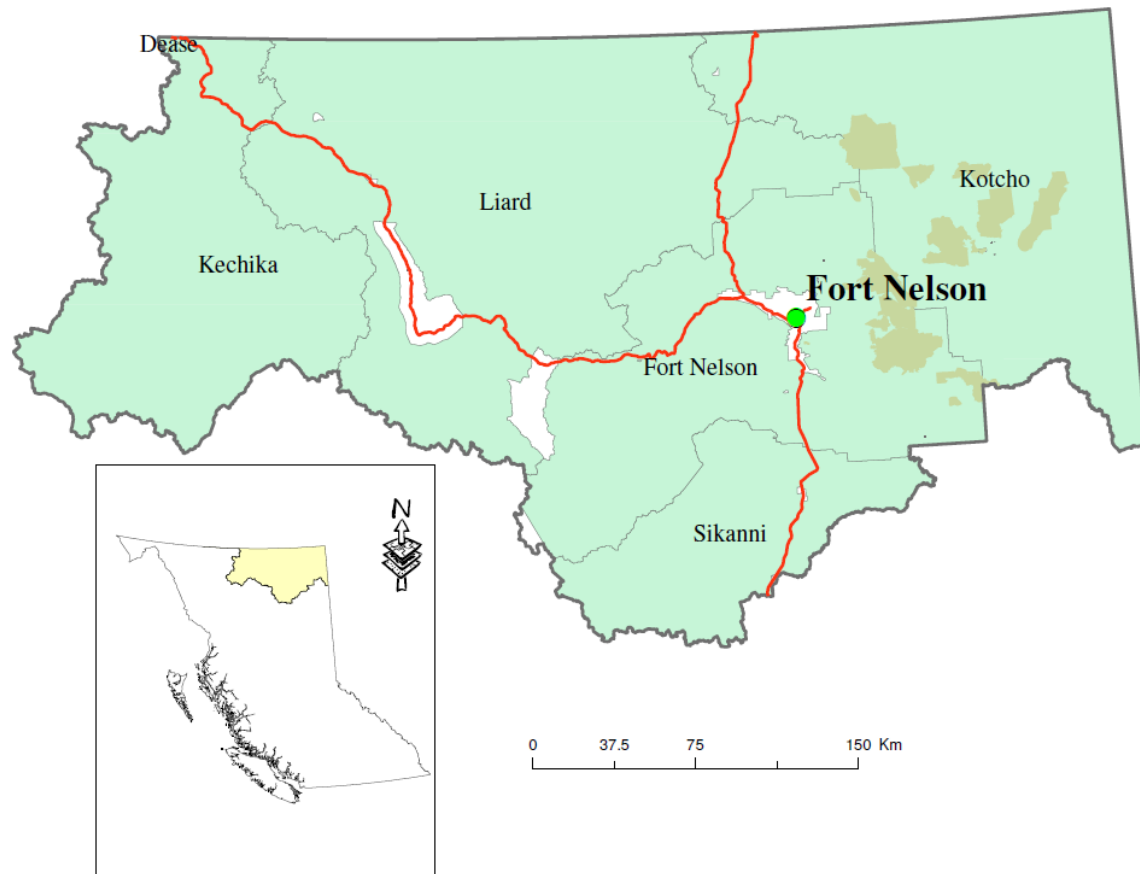 Dease
Liard
Kotcho
Kechika
Fort Nelson
Fort Nelson
Sikanni
N
0 37.5 75 150 Km